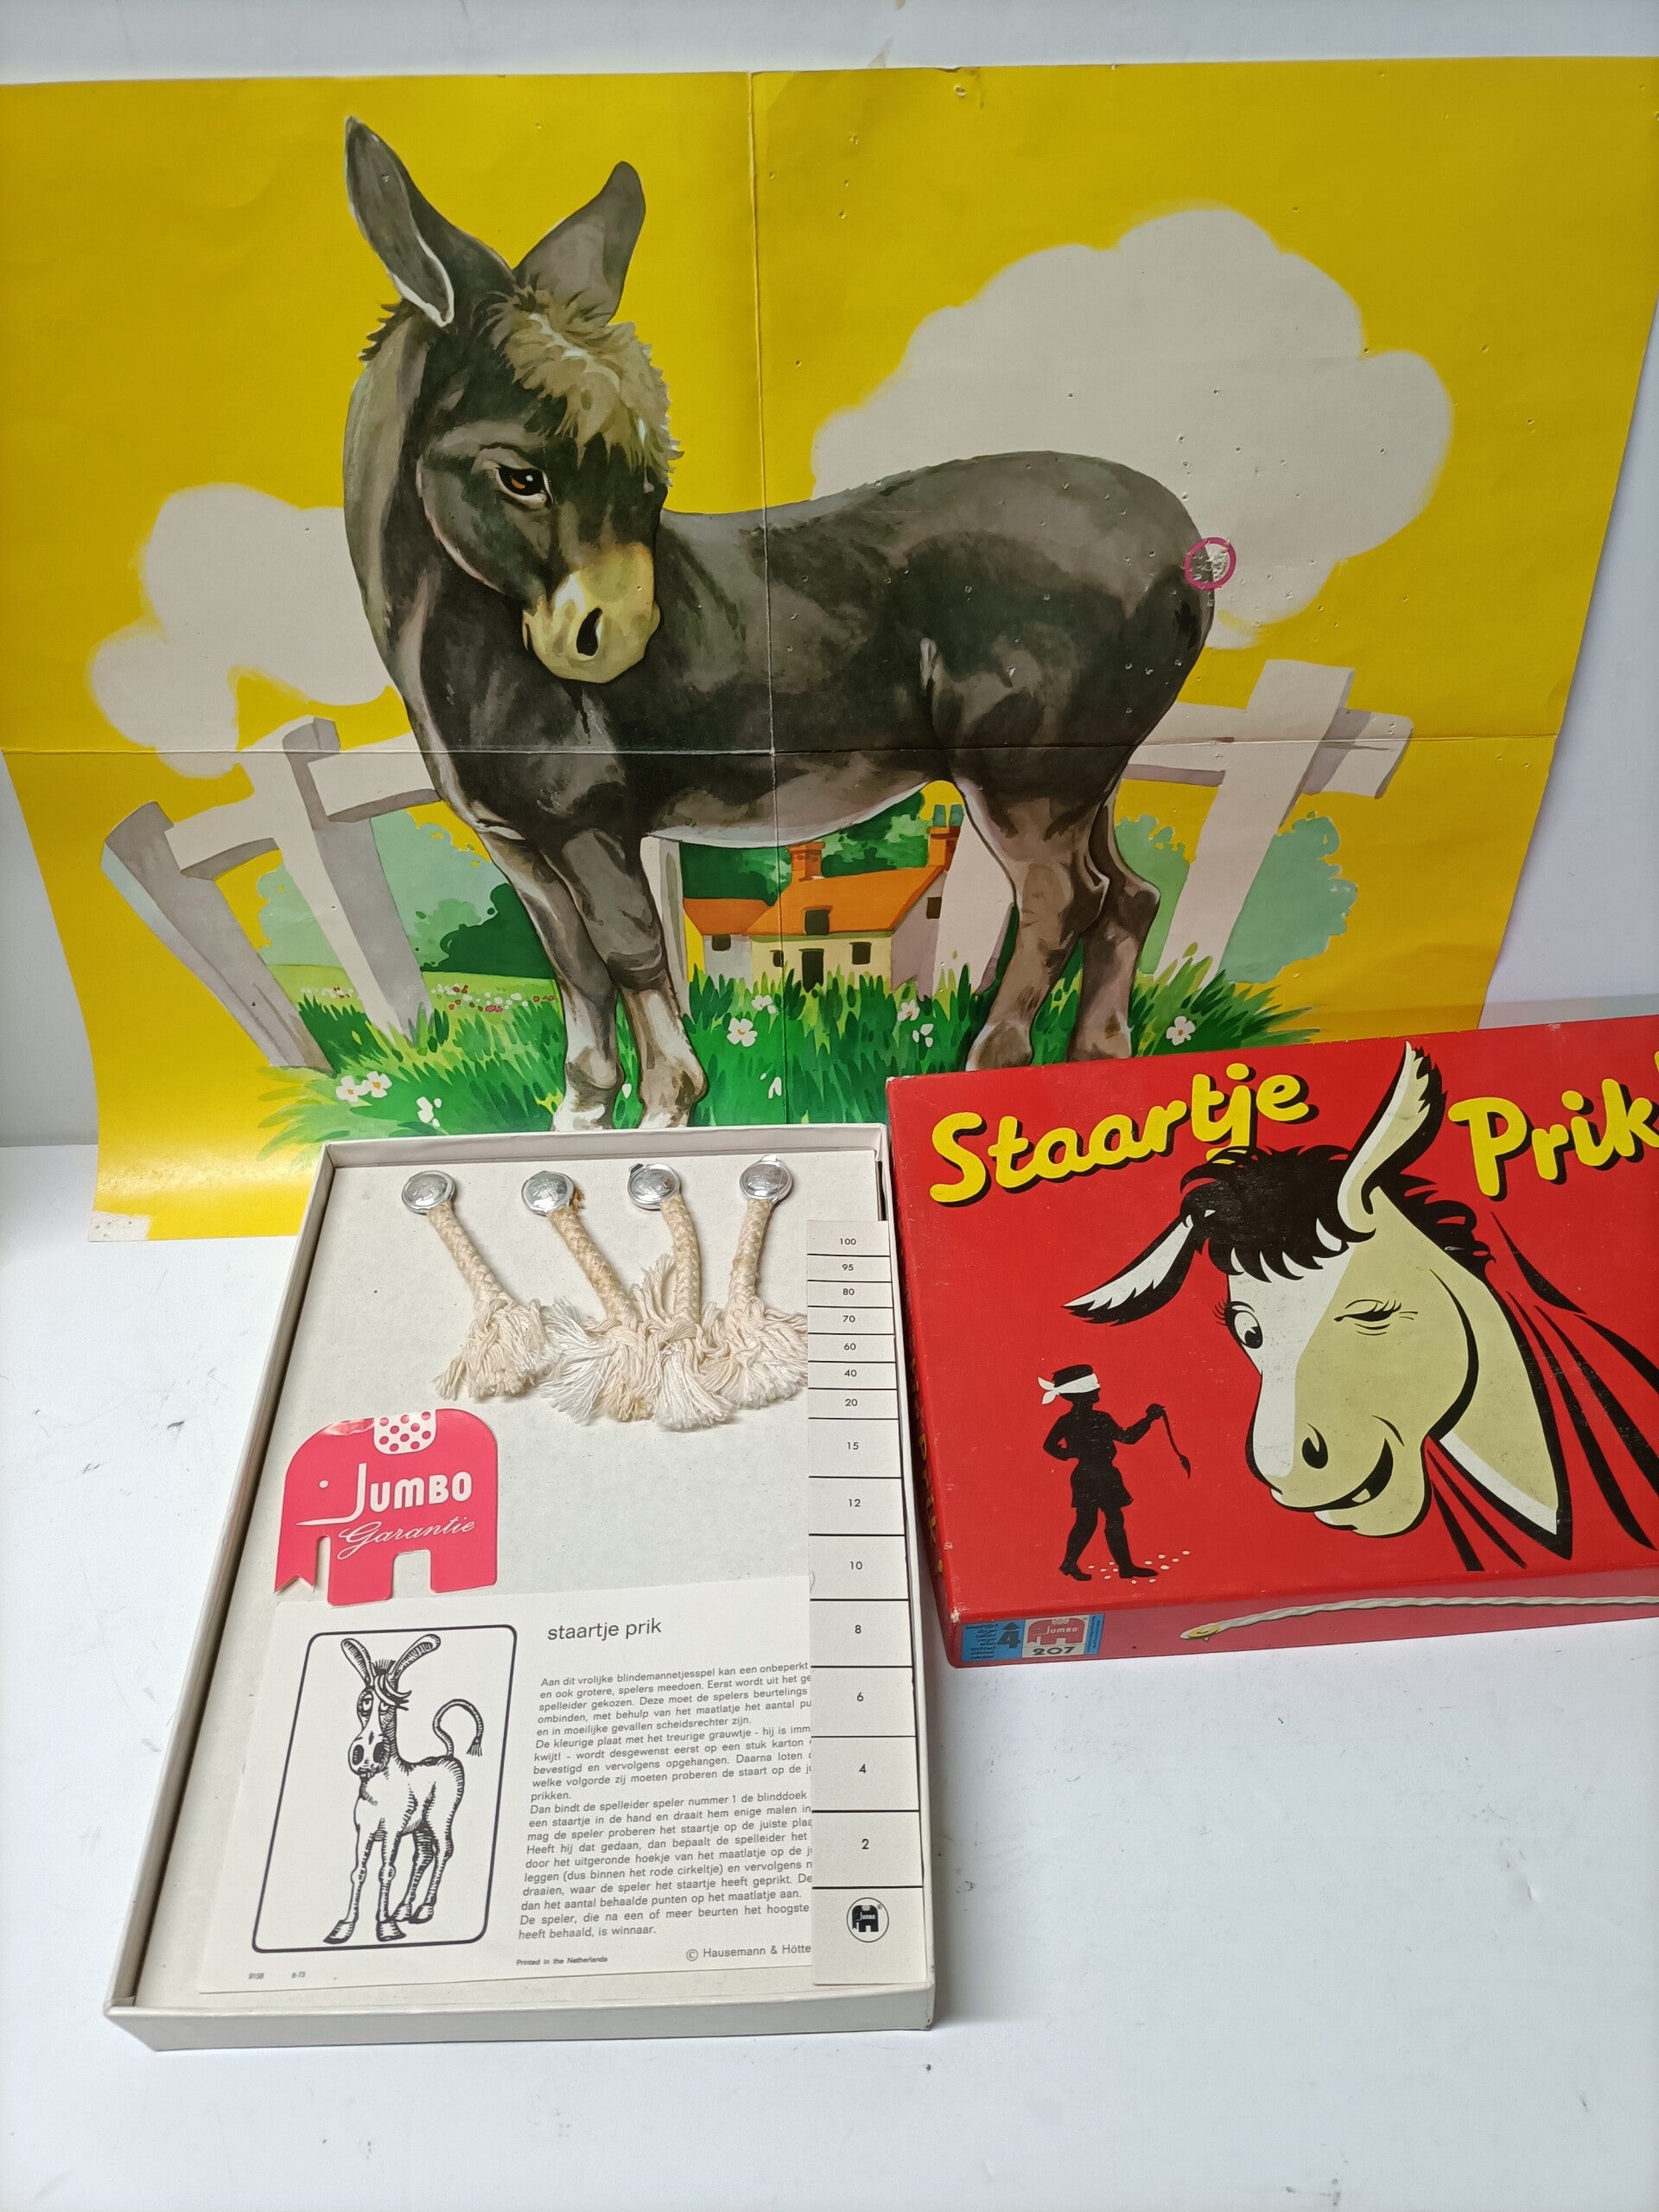 Staartje Prik
JUMBO
Garantie
100
95
80
70
60
40
20
15
12
10
8
6
4
2
staartje prik
Aan dit vrolijke blindemannetjesspel kan een onbeperkt
en ook grotere, spelers meedoen. Eerst wordt uit het
spelleider gekozen. Deze moet de spelers beurtelings
ombinden, met behulp van het maatlatje het aantal
en in moeilijke gevallen scheidsrechter zijn.
De kleurige plaat met het treurige grauwtje - hij is
kwijt! - wordt desgewenst eerst op een stuk karton
bevestigd en vervolgens opgehangen. Daarna loten
welke volgorde zij moeten proberen de staart op de
prikken.
Dan bindt de spelleider speler nummer 1 de blinddoek
een staartje in de hand en draait hem enige malen in
mag de speler proberen het staartje op de juiste
Heeft hij dat gedaan, dan bepaalt de spelleider het
door het uitgeronde hoekje van het maatlatje op de
leggen (dus binnen het rode cirkeltje) en vervolgens
draaien, waar de speler het staartje heeft geprikt.
dan het aantal behaalde punten op het maatlatje aan.
De speler, die na een of meer beurten het hoogste
heeft behaald, is winnaar.
Printed in the Netherlands
© Hausemann & Hötte
9158 8-73
4
JUMBO
207